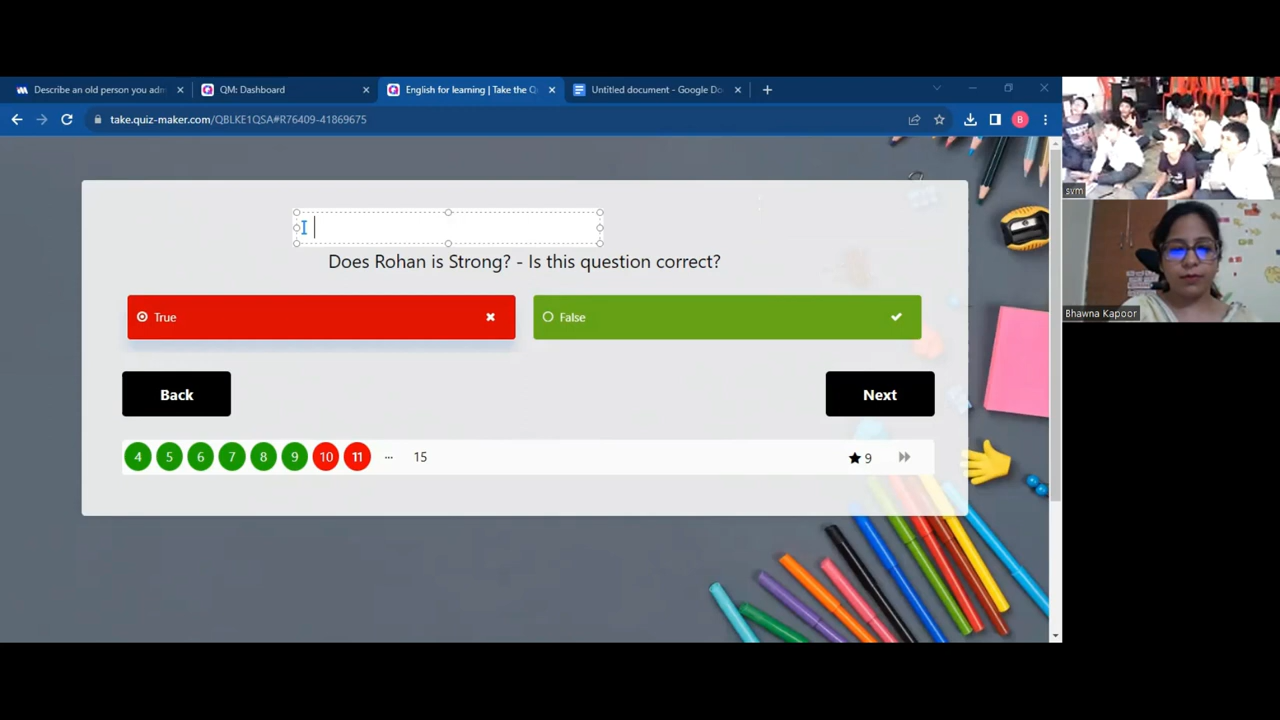 Describe an old person you adm
QM: Dashboard
English for learning | Take the Q
Untitled document - Google Do
take.quiz-maker.com/QBLKE1QSA#R76409-41869675
B
svm
Does Rohan is Strong? - Is this question correct?
True
False
Bhawna Kapoor
Back
Next
4 5 6 7 8 9 10 11 ... 15
9